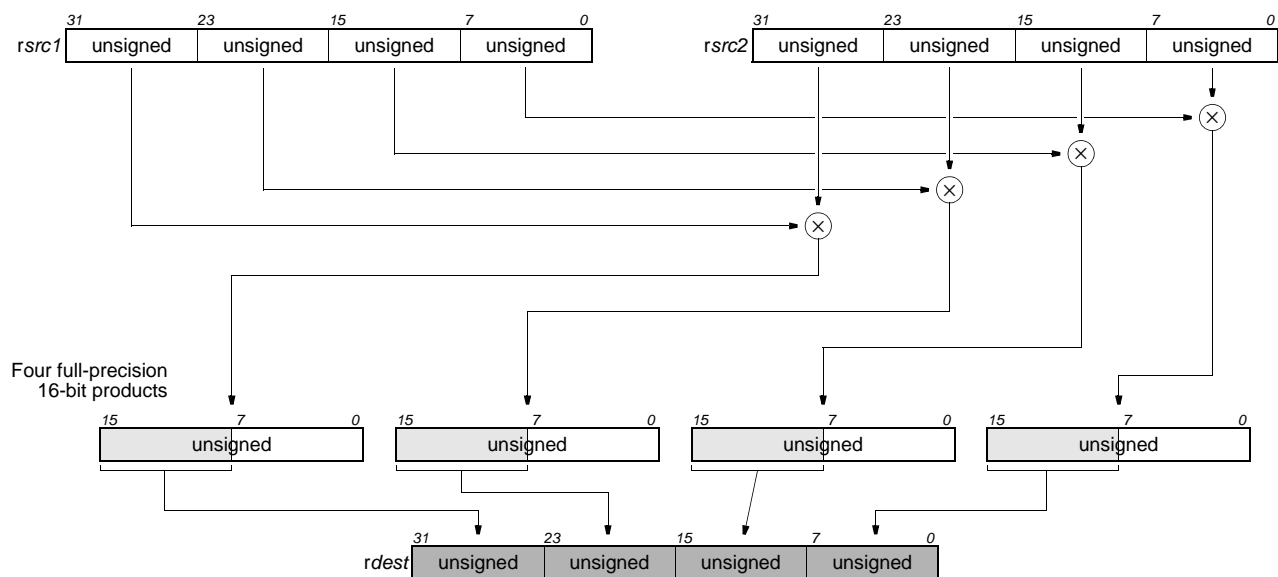 31 23 15 7 0 31 23 15 7 0
rsrc1 unsigned unsigned unsigned unsigned rsrc2 unsigned unsigned unsigned unsigned
× 
×
×
×
Four full-precision
16-bit products
15 7 0 15 7 0 15 7 0 15 7 0
unsigned unsigned unsigned unsigned
31 23 15 7 0
rdest unsigned unsigned unsigned unsigned